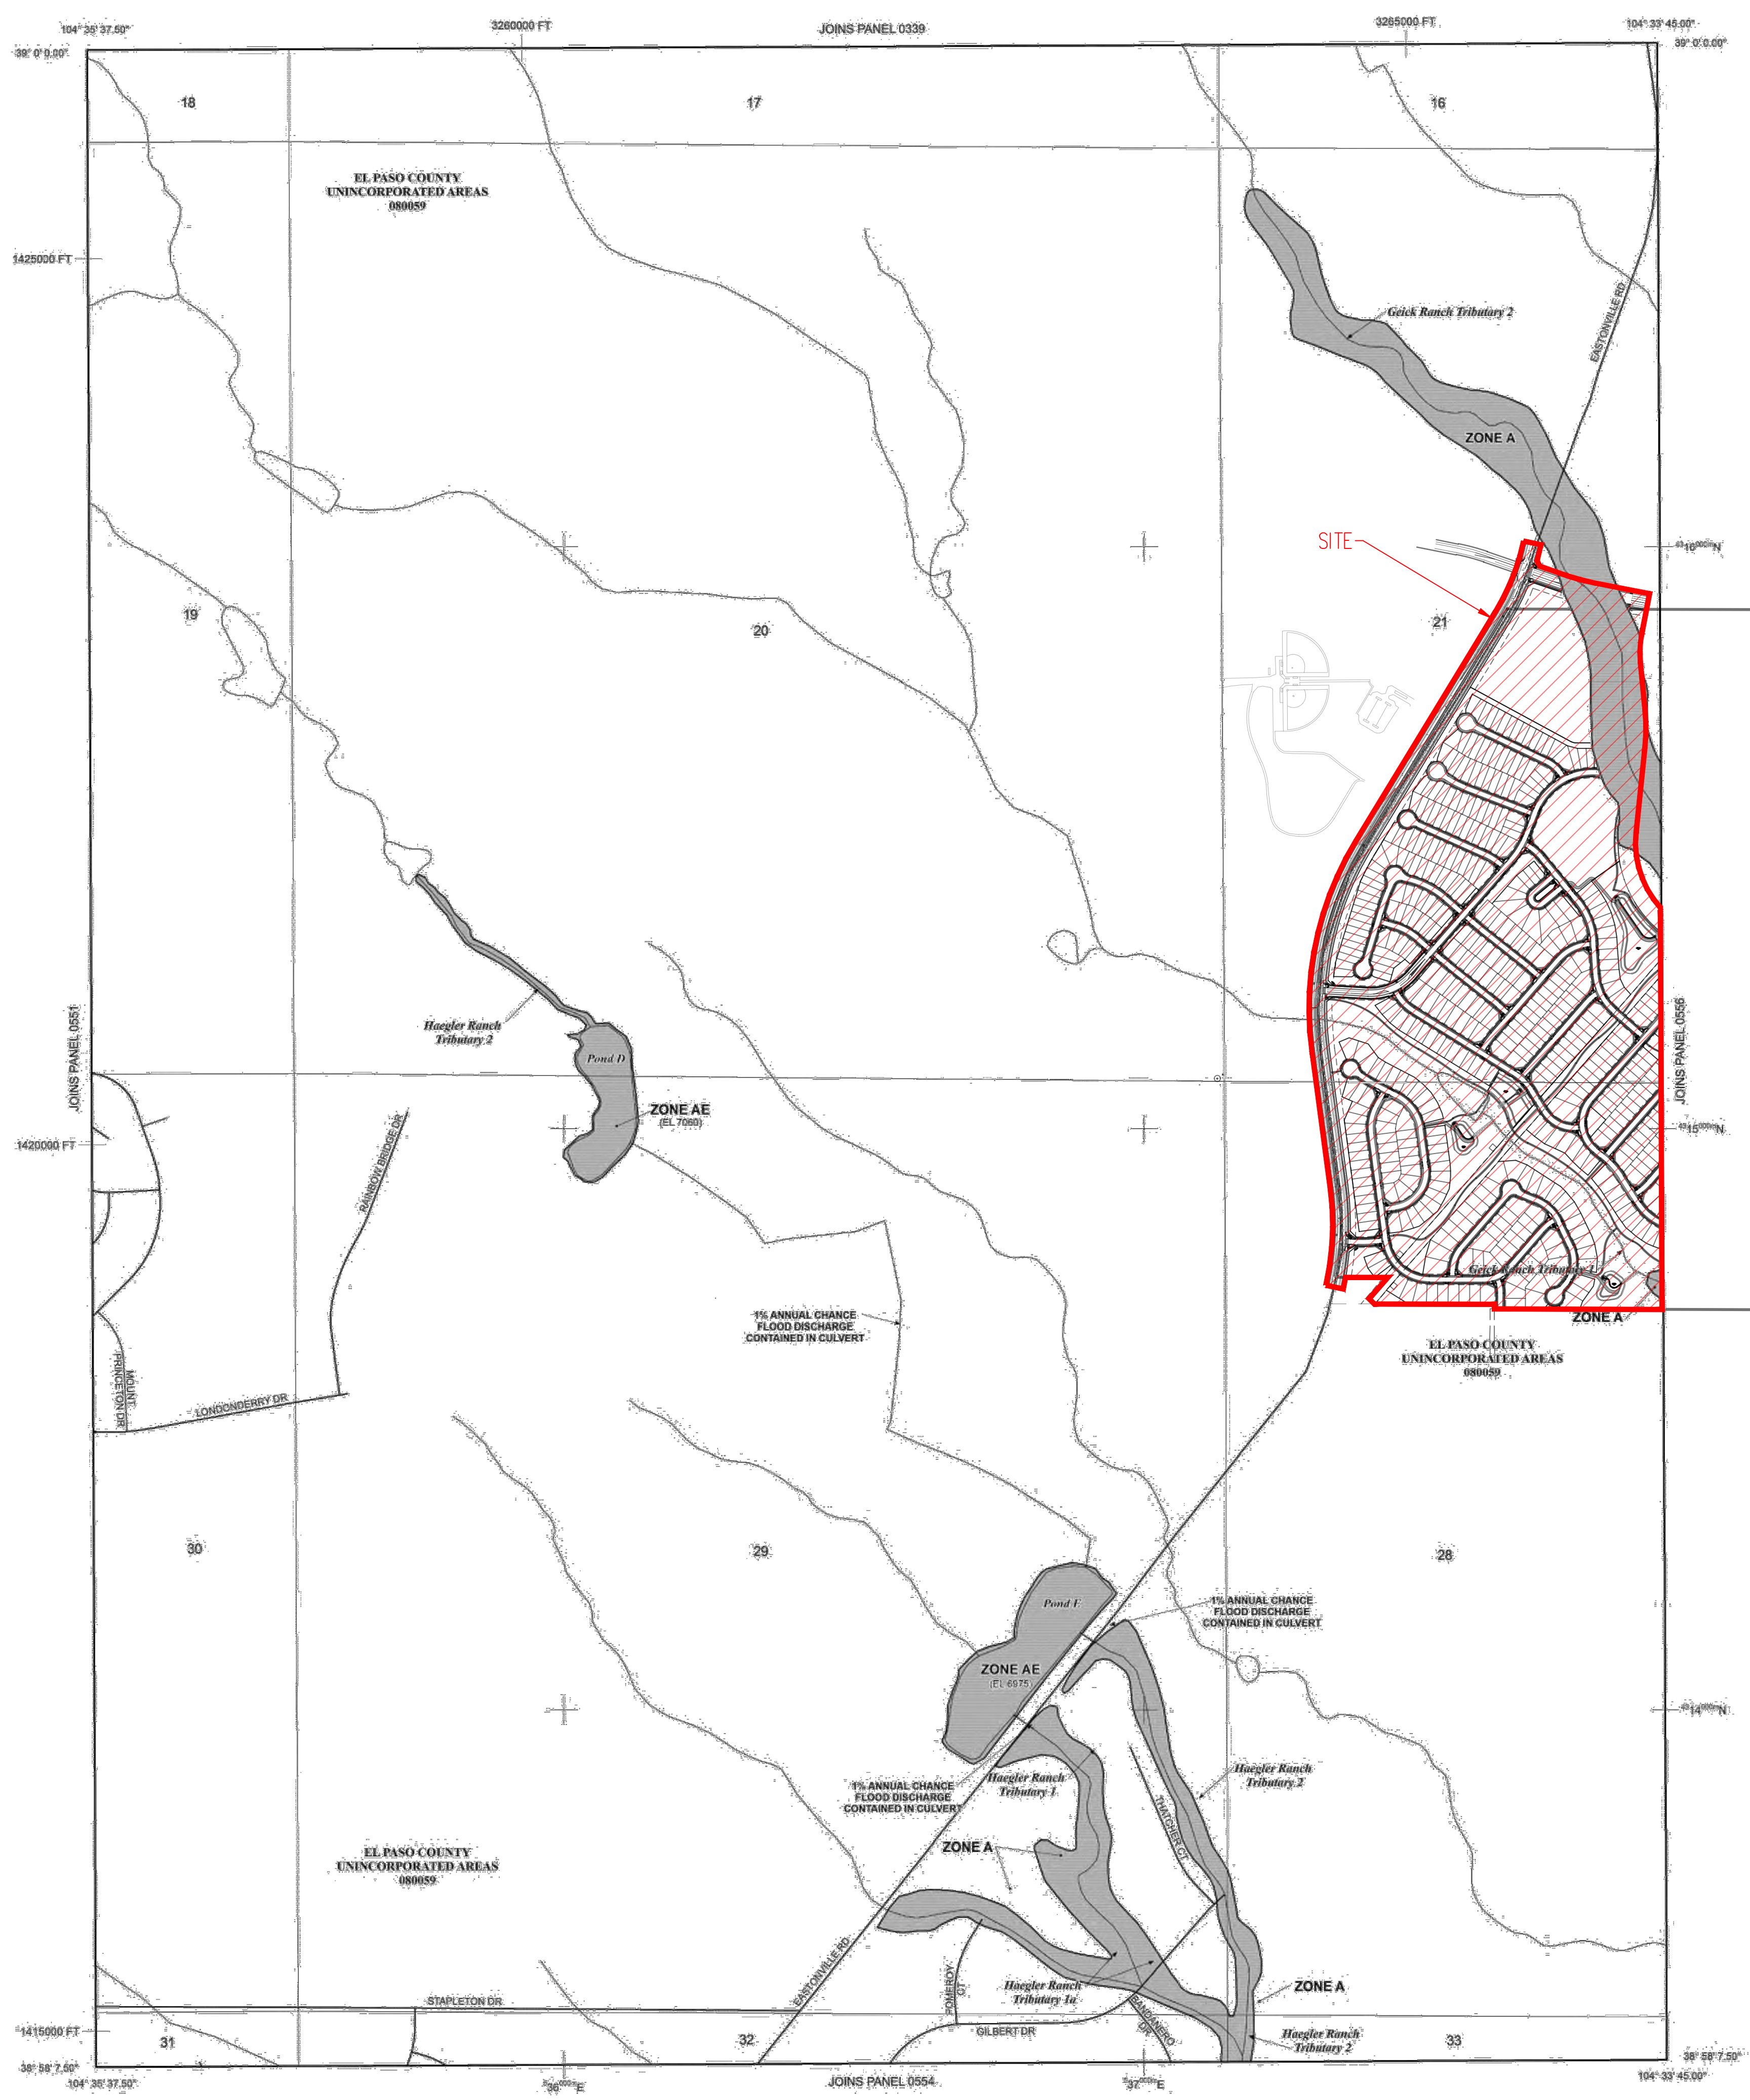 104° 35' 37.50"
3260000 FT
JOINS PANEL 0339
3265000 FT
104° 33' 45.00"
39° 0' 0.00"
39° 0' 0.00"
18
17
16
EL PASO COUNTY
UNINCORPORATED AREAS
080059
1425000 FT
EASTONVILLE RD
Geick Ranch Tributary 2
ZONE A
SITE
19
20
21
JOINS PANEL 0551
JOINS PANEL 0556
Haegler Ranch
Tributary 2
Pond D
ZONE AE
(EL 7060)
1420000 FT
RAINBOW BRIDGE DR
Geick Ranch Tributary 1
ZONE A
1% ANNUAL CHANCE
FLOOD DISCHARGE
CONTAINED IN CULVERT
EL PASO COUNTY
UNINCORPORATED AREAS
080059
MOUNT
PRINCETON DR
LONDONDERRY DR
30
29
28
Pond E
1% ANNUAL CHANCE
FLOOD DISCHARGE
CONTAINED IN CULVERT
ZONE AE
(EL 6975)
Haegler Ranch
Tributary 1
Haegler Ranch
Tributary 2
1% ANNUAL CHANCE
FLOOD DISCHARGE
CONTAINED IN CULVERT
THATCHER CT
ZONE A
EL PASO COUNTY
UNINCORPORATED AREAS
080059
EASTONVILLE RD
POMEROY
CT
Haegler Ranch
Tributary 1a
ZONE A
STAPLETON DR
BANDANERO
DR
GILBERT DR
1415000 FT
31
32
33
Haegler Ranch
Tributary 2
38° 58' 7.50"
38° 58' 7.50"
104° 35' 37.50"
JOINS PANEL 0554
104° 33' 45.00"